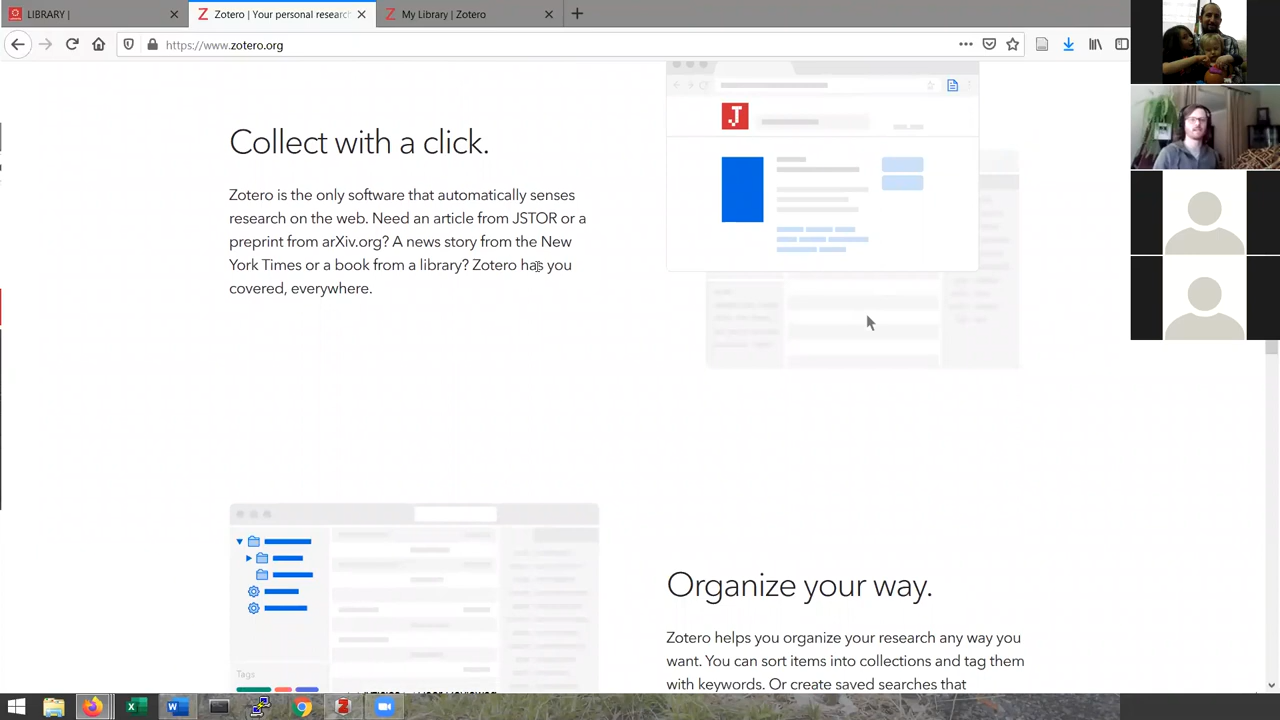 LIBRARY |
Zotero | Your personal research
My Library | Zotero
https://www.zotero.org
Collect with a click.
Zotero is the only software that automatically senses
research on the web. Need an article from JSTOR or a
preprint from arXiv.org? A news story from the New
York Times or a book from a library? Zotero has you
covered, everywhere.
Organize your way.
Zotero helps you organize your research any way you
want. You can sort items into collections and tag them
with keywords. Or create saved searches that
Tags